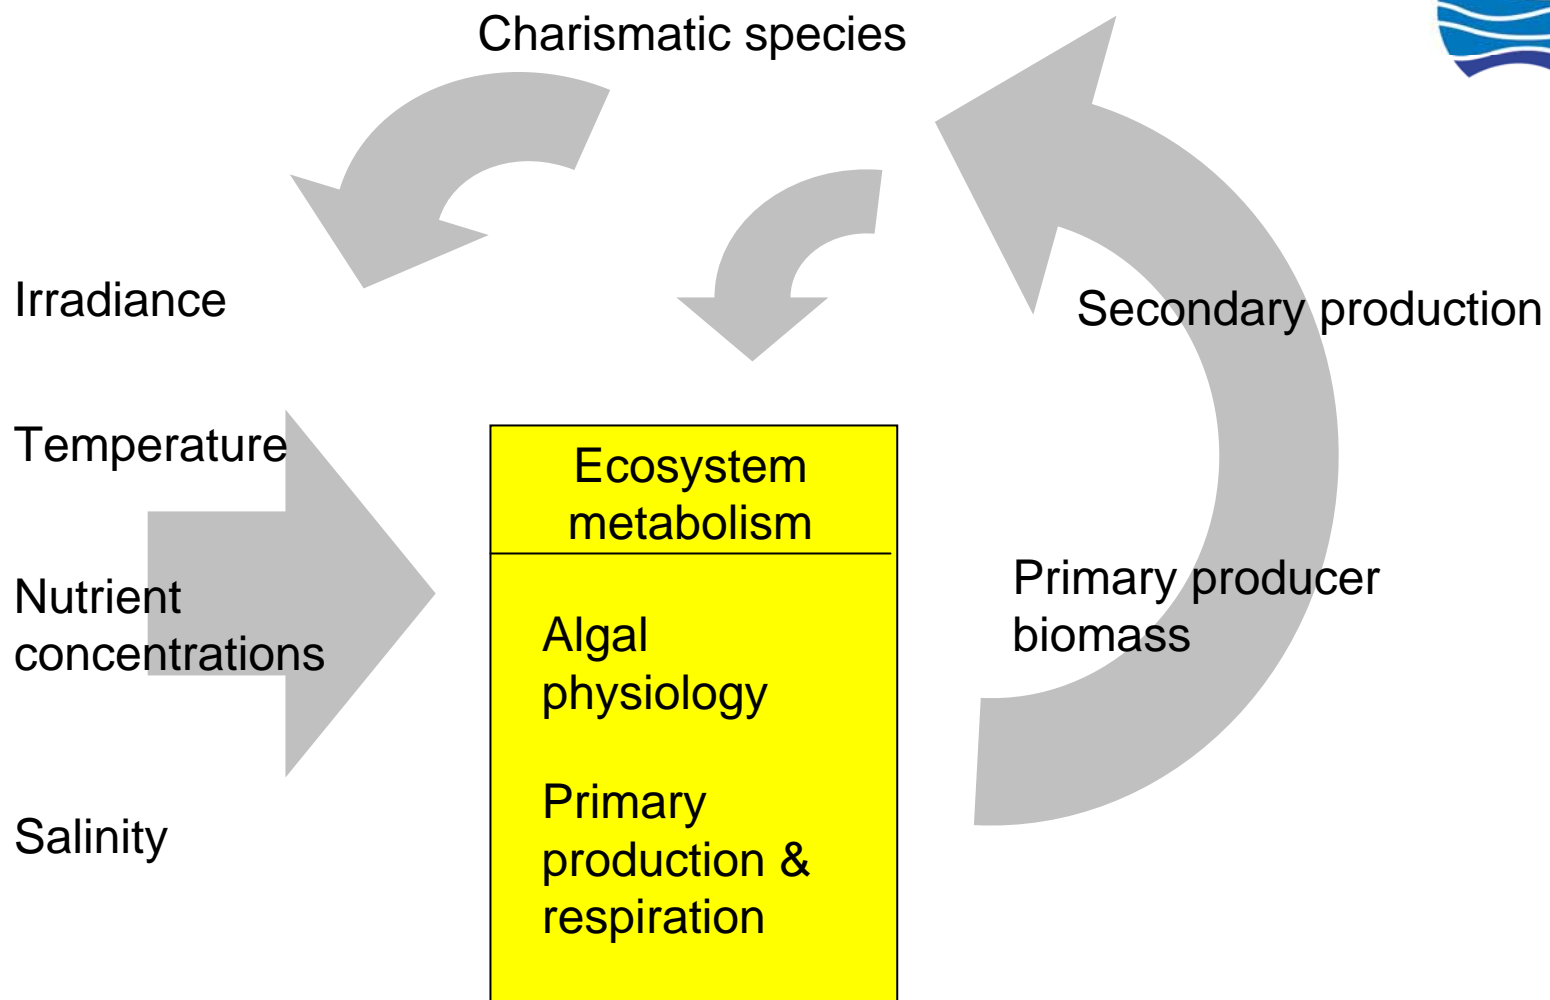 Charismatic species
Irradiance
Secondary production
Temperature
Ecosystem
metabolism
Nutrient
concentrations
Primary producer
biomass
Algal
physiology
Salinity
Primary
production &
respiration